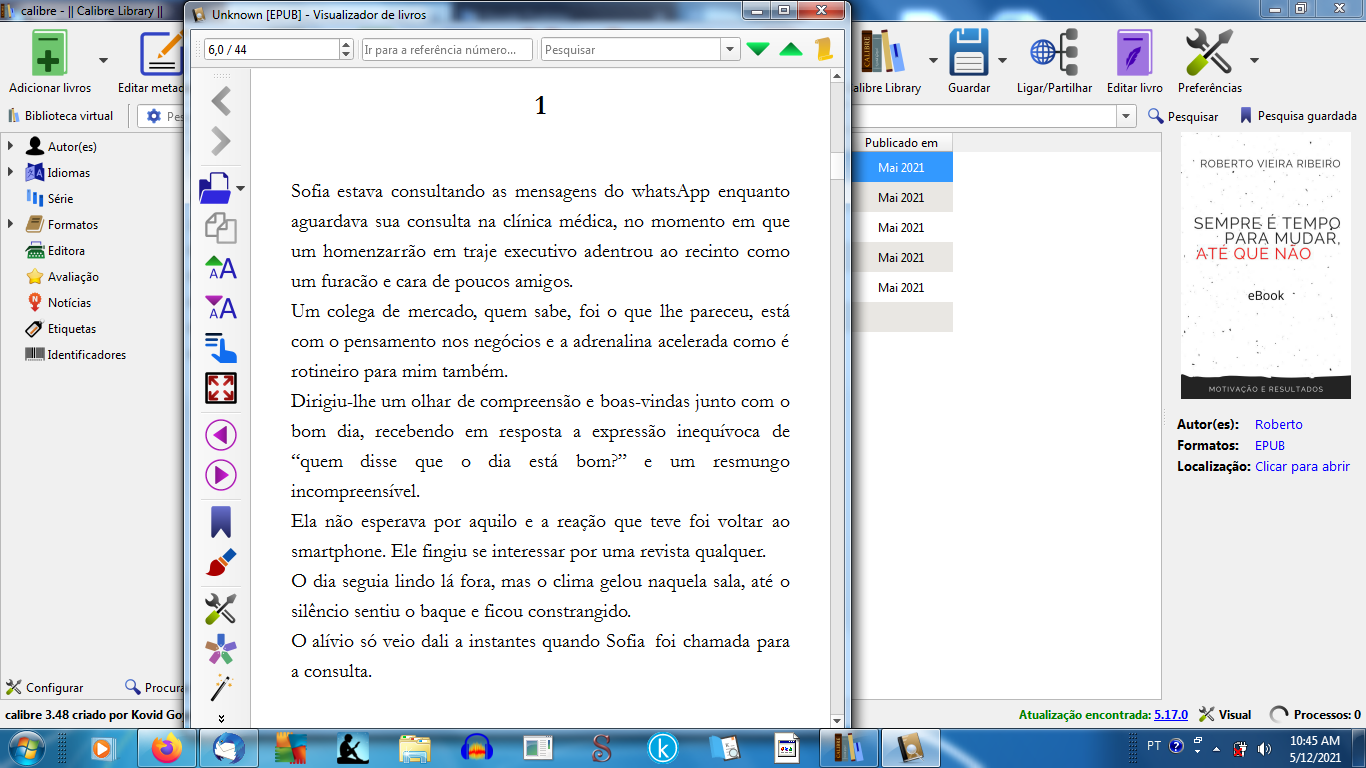 calibre - || Calibre Library ||
Unknown [EPUB] - Visualizador de livros
Adicionar livros
Editar metad
6,0 / 44
Ir para a referência número...
Pesquisar
alibre Library
Guardar
Ligar/Partilhar
Editar livro
Preferências
Biblioteca virtual
Pes
Pesquisar
Pesquisa guardada
Autor(es)
Idiomas
Série
Formatos
Editora
Avaliação
Notícias
Etiquetas
Identificadores
1
Sofia estava consultando as mensagens do whatsApp enquanto
aguardava sua consulta na clínica médica, no momento em que
um homenzarrão em traje executivo adentrou ao recinto como
um furacão e cara de poucos amigos.
Um colega de mercado, quem sabe, foi o que lhe pareceu, está
com o pensamento nos negócios e a adrenalina acelerada como é
rotineiro para mim também.
Dirigiu-lhe um olhar de compreensão e boas-vindas junto com o
bom dia, recebendo em resposta a expressão inequívoca de
“quem disse que o dia está bom?” e um resmungo
incompreensível.
Ela não esperava por aquilo e a reação que teve foi voltar ao
smartphone. Ele fingiu se interessar por uma revista qualquer.
O dia seguia lindo lá fora, mas o clima gelou naquela sala, até o
silêncio sentiu o baque e ficou constrangido.
O alívio só veio dali a instantes quando Sofia foi chamada para
a consulta.
Publicado em
Mai 2021
Mai 2021
Mai 2021
Mai 2021
Mai 2021
ROBERTO VIEIRA RIBEIRO
SEMPRE É TEMPO
PARA MUDAR,
ATÉ QUE NÃO
eBook
MOTIVAÇÃO E RESULTADOS
Autor(es): Roberto
Formatos: EPUB
Localização: Clicar para abrir
Configurar
Procura
calibre 3.48 criado por Kovid Goy
Atualização encontrada: 5.17.0
Visual
Processos: 0
PT
10:45 AM
5/12/2021